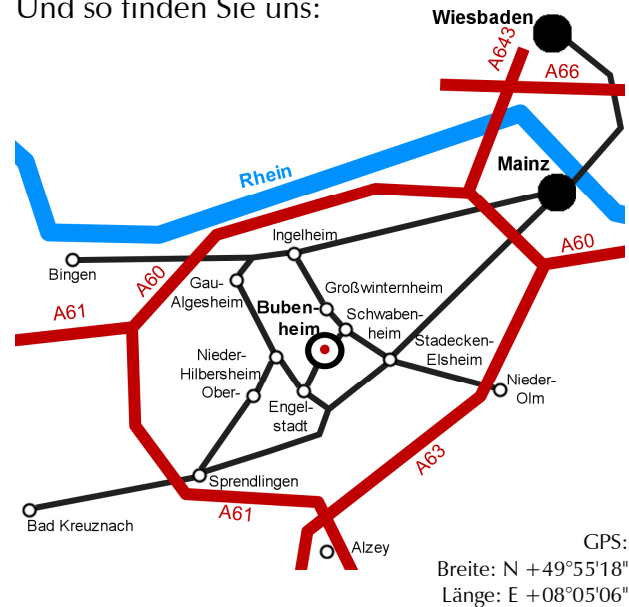 Und so finden Sie uns:
Wiesbaden
A643
A66
Mainz
Rhein
A60
Ingelheim
Bingen
A60
Gau-
Algesheim
Großwinternheim
A61
Buben-
heim
Schwaben-
heim
Stadecken-
Elsheim
Nieder-
Hilbersheim
Ober-
Nieder-
Olm
Engel-
stadt
A63
Sprendlingen
A61
Bad Kreuznach
Alzey
GPS:
Breite: N +49°55'18"
Länge: E +08°05'06"